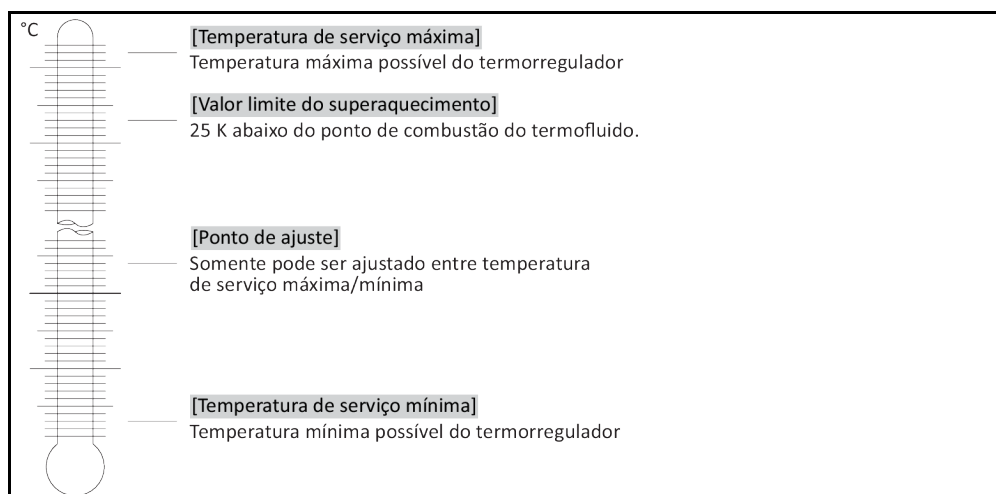 °C
[Temperatura de serviço máxima]
Temperatura máxima possível do termorregulador
[Valor limite do superaquecimento]
25 K abaixo do ponto de combustão do termofluido.
[Ponto de ajuste]
Somente pode ser ajustado entre temperatura
de serviço máxima/mínima
[Temperatura de serviço mínima]
Temperatura mínima possível do termorregulador